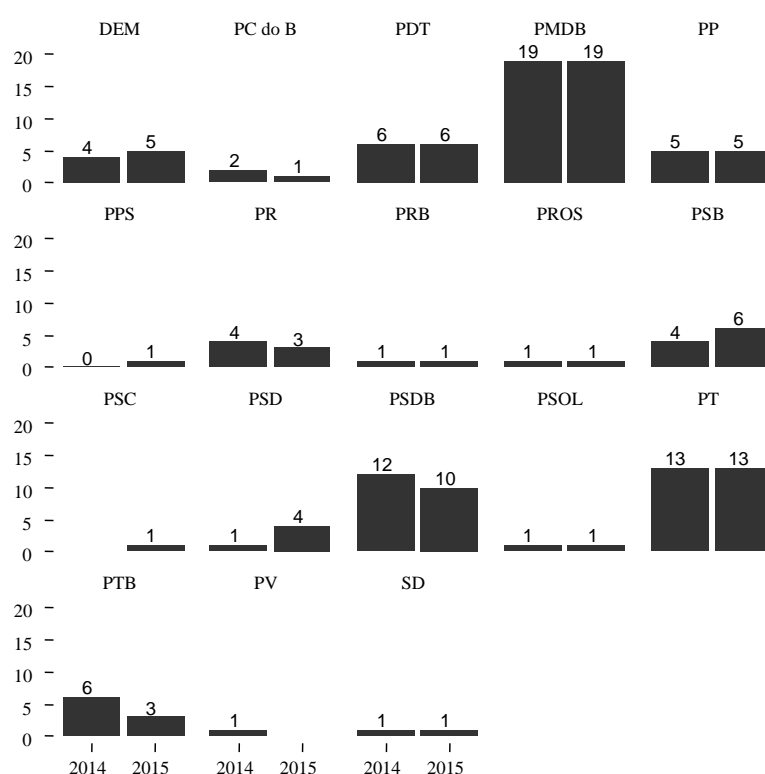 DEM PC do B PDT PMDB PP
20
15
10
5
0
4 5 2 1 6 6 19 19 5 5
PPS PR PRB PROS PSB
20
15
10
5
0
0 1 4 3 1 1 1 1 4 6
PSC PSD PSDB PSOL PT
20
15
10
5
0
1 1 4 12 10 1 1 13 13
PTB PV SD
20
15
10
5
0
6 3 1 1 1
2014 2015 2014 2015 2014 2015